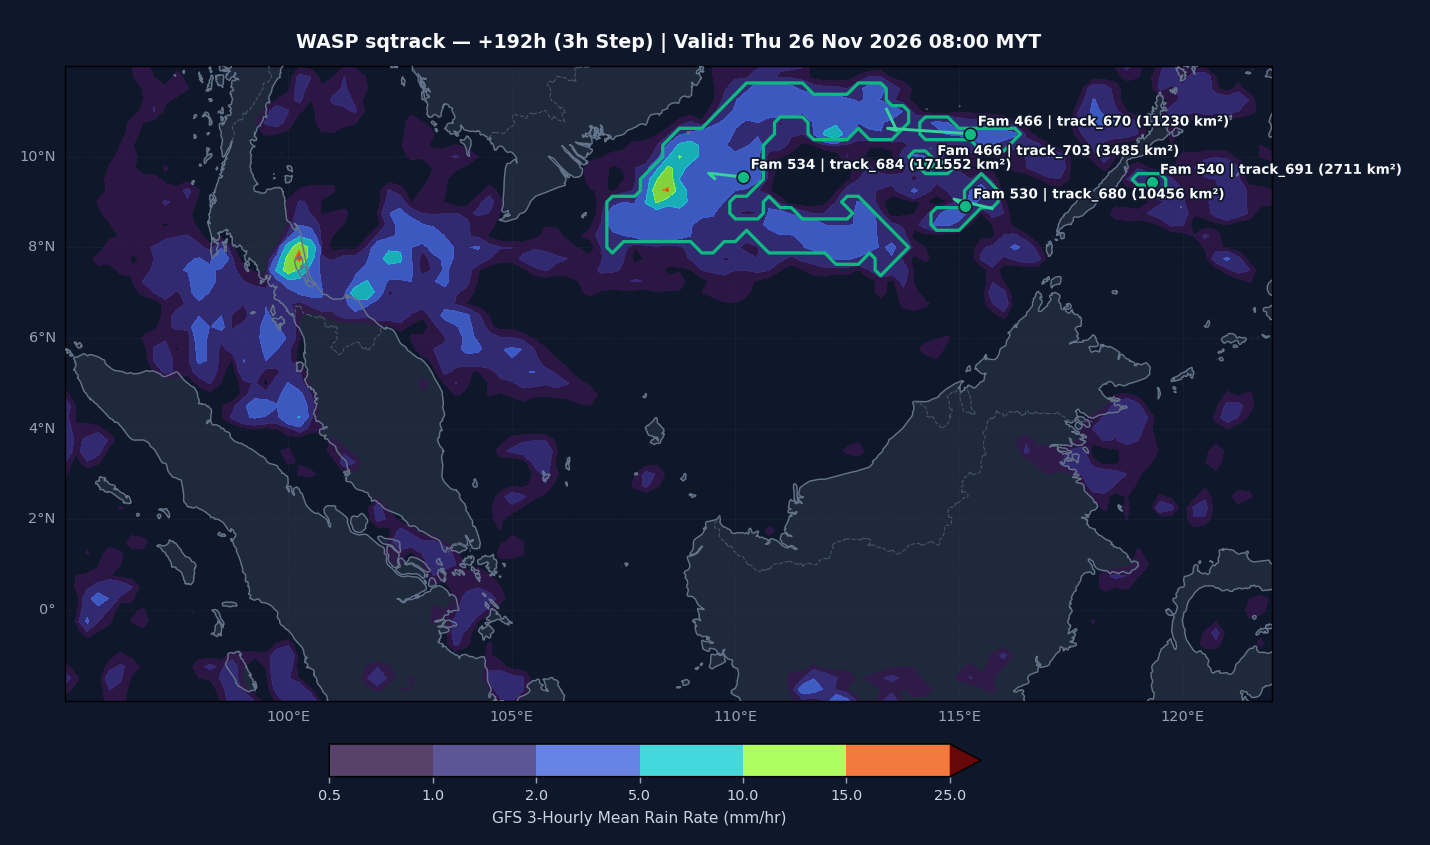 WASP sqtrack — +192h (3h Step) | Valid: Thu 26 Nov 2026 08:00 MYT
Fam 466 | track_670 (11230 km²)
Fam 466 | track_703 (3485 km²)
Fam 534 | track_684 (171552 km²)
Fam 540 | track_691 (2711 km²)
Fam 530 | track_680 (10456 km²)
10°N
8°N
6°N
4°N
2°N
0°
100°E 105°E 110°E 115°E 120°E
0.5 1.0 2.0 5.0 10.0 15.0 25.0
GFS 3-Hourly Mean Rain Rate (mm/hr)